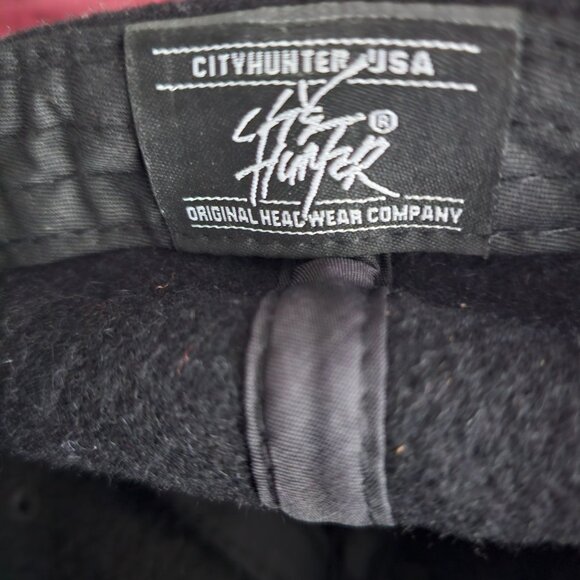 CITYHUNTER USA
CITY
HUNTER ®
ORIGINAL HEADWEAR COMPANY